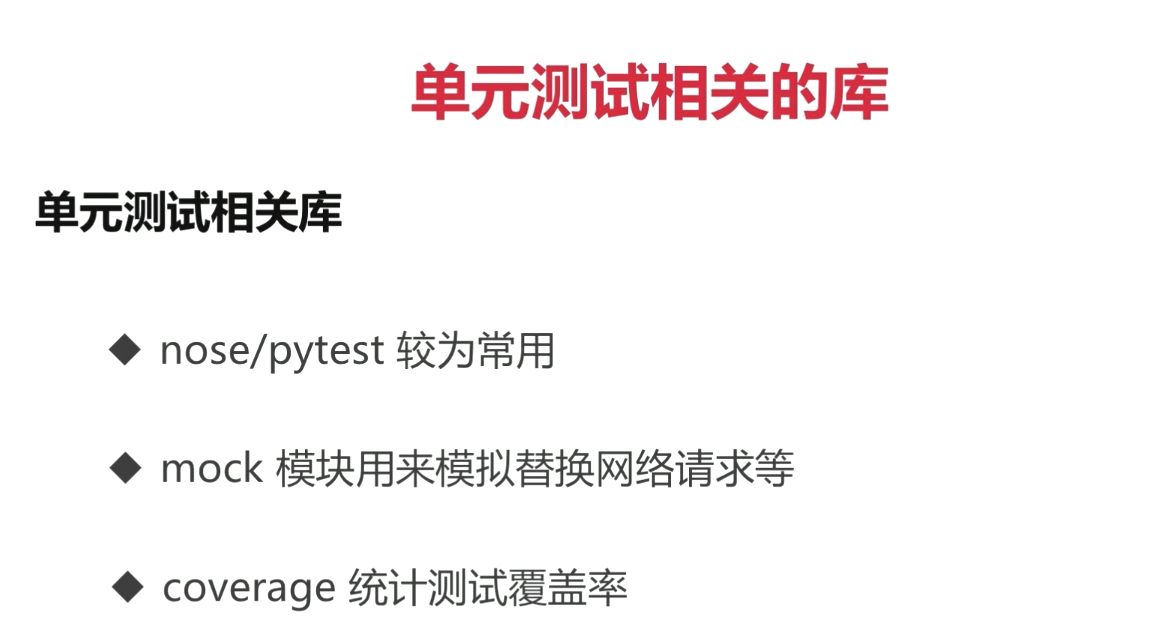 单元测试相关的库
单元测试相关库
◆ nose/pytest 较为常用
◆ mock 模块用来模拟替换网络请求等
◆ coverage 统计测试覆盖率